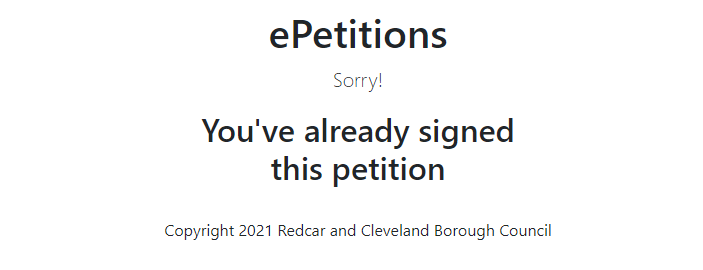 ePetitions
Sorry!
You've already signed
this petition
Copyright 2021 Redcar and Cleveland Borough Council